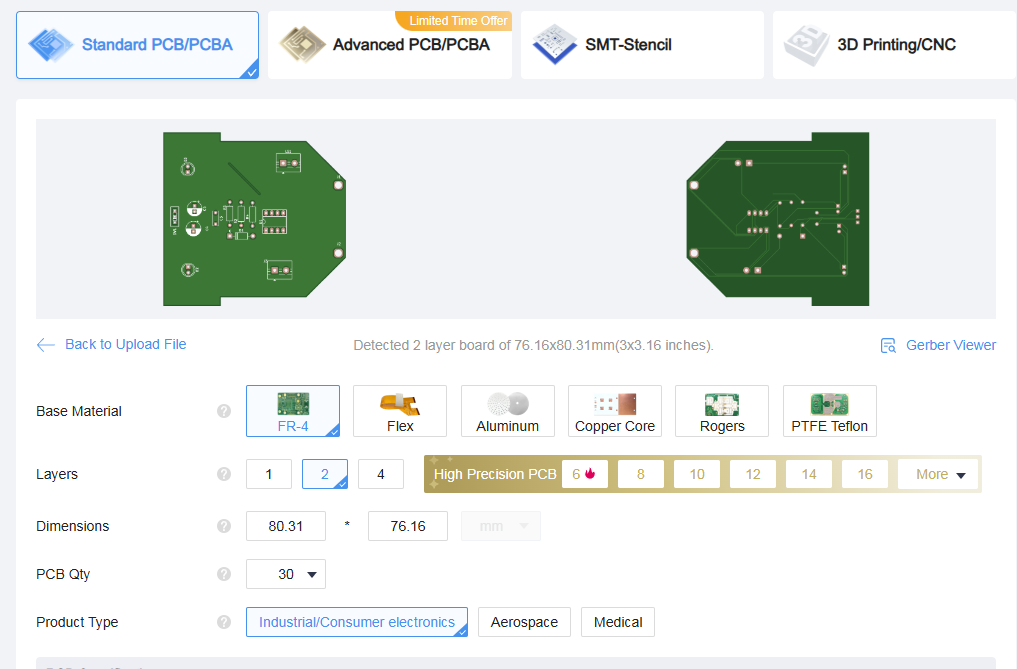 Limited Time Offer
Standard PCB/PCBA
Advanced PCB/PCBA
SMT-Stencil
3D Printing/CNC
Back to Upload File
Detected 2 layer board of 76.16x80.31mm(3x3.16 inches).
Gerber Viewer
Base Material
?
FR-4
Flex
Aluminum
Copper Core
Rogers
PTFE Teflon
Layers
?
1
2
4
High Precision PCB
6
8
10
12
14
16
More
Dimensions
?
80.31
*
76.16
mm
PCB Qty
?
30
Product Type
?
Industrial/Consumer electronics
Aerospace
Medical